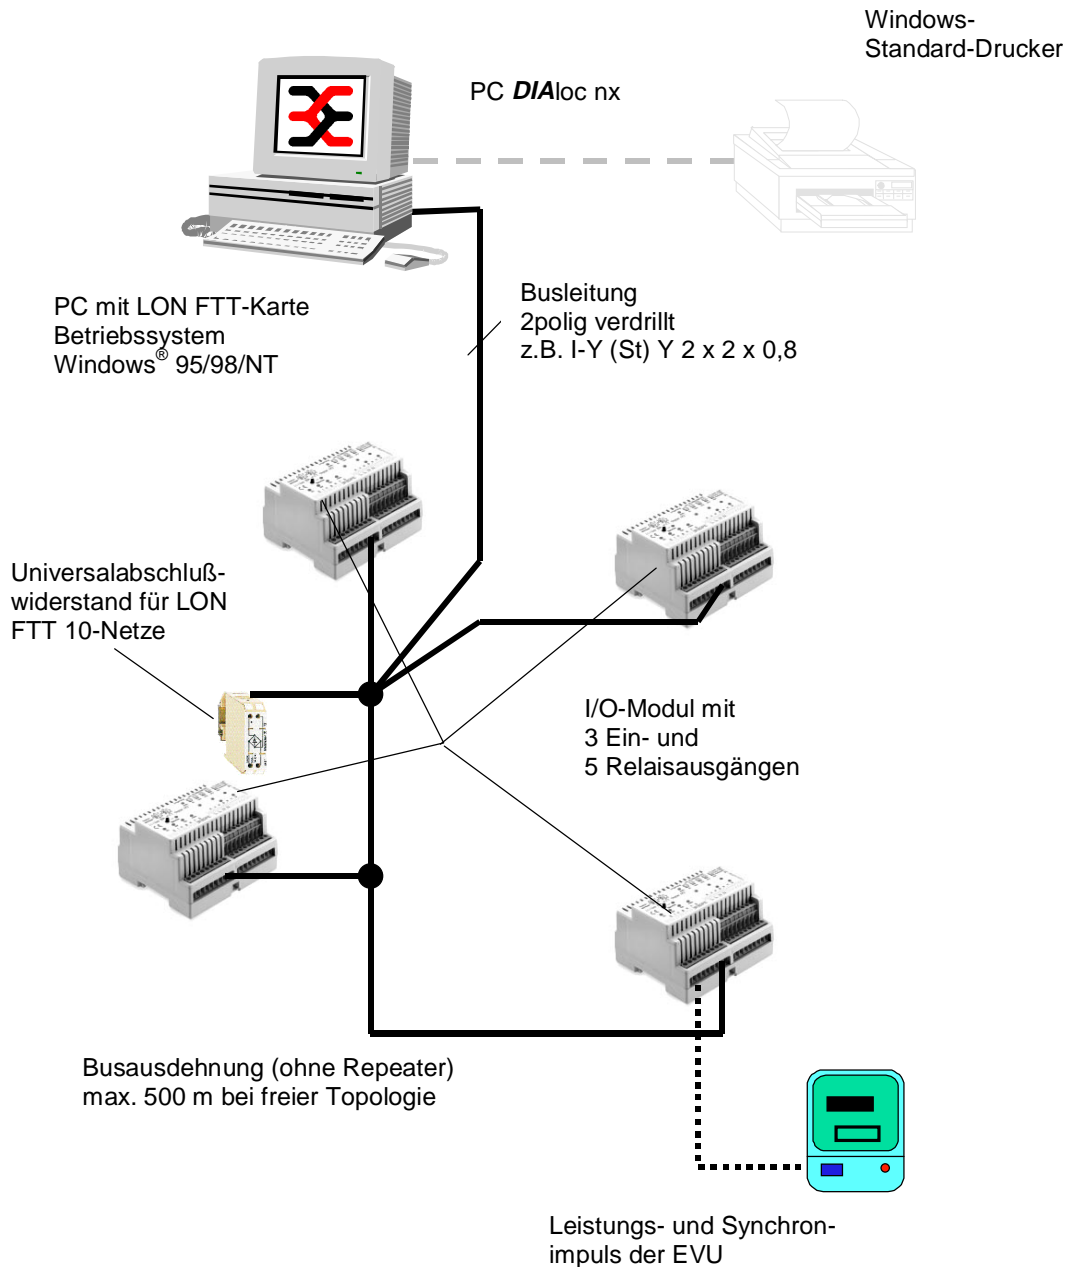 Windows-
Standard-Drucker
PC DIAloc nx
PC mit LON FTT-Karte
Betriebssystem
Windows® 95/98/NT
Busleitung
2polig verdrillt
z.B. I-Y (St) Y 2 x 2 x 0,8
Universalabschluß-
widerstand für LON
FTT 10-Netze
I/O-Modul mit
3 Ein- und
5 Relaisausgängen
Busausdehnung (ohne Repeater)
max. 500 m bei freier Topologie
Leistungs- und Synchron-
impuls der EVU